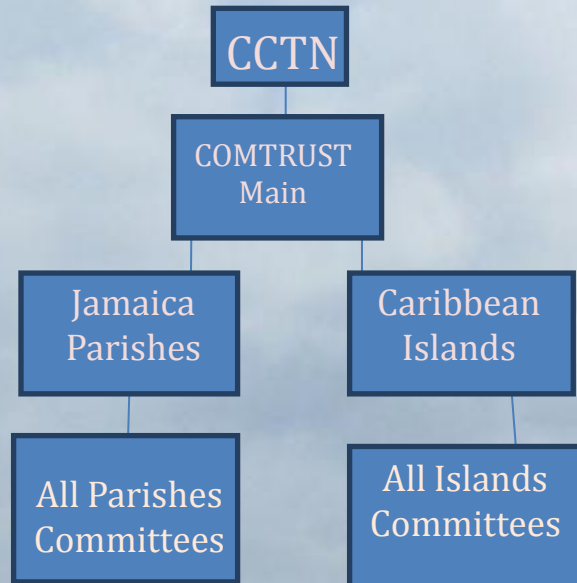 CCTN
COMTRUST
Main
Jamaica
Parishes
Caribbean
Islands
All Parishes
Committees
All Islands
Committees